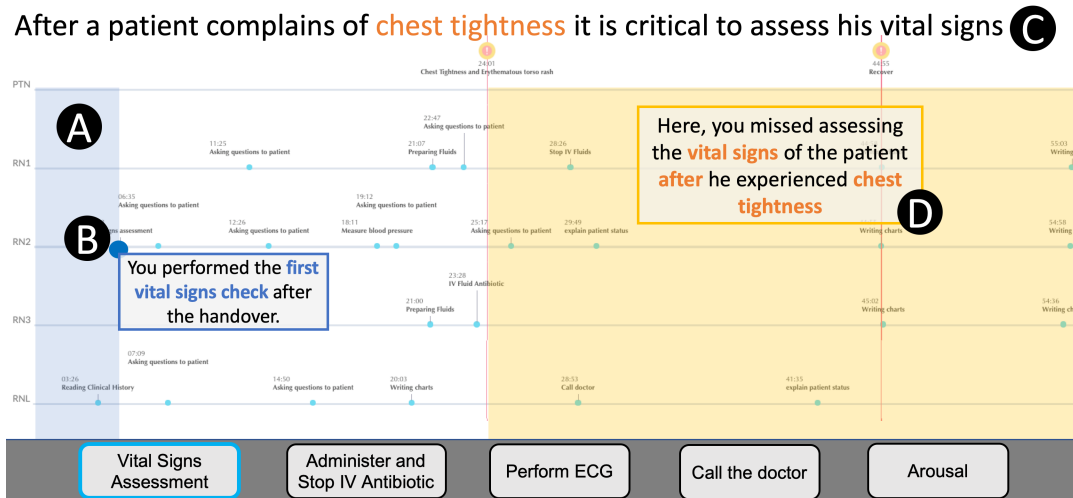 After a patient complains of chest tightness it is critical to assess his vital signs C
24:01
Chest Tightness and Erythematous torso rash
44:55
Recover
PTN
A
22:47
Asking questions to patient
11:25
Asking questions to patient
21:07
Preparing Fluids
28:26
Stop IV Fluids
55:03
Writing
RN1
Here, you missed assessing
the vital signs of the patient
after he experienced chest
tightness
D
06:35
Asking questions to patient
19:12
Asking questions to patient
B
assessment
12:26
Asking questions to patient
18:11
Measure blood pressure
25:17
Asking questions to patient
29:49
explain patient status
Writing charts
54:58
Writing
RN2
You performed the first
vital signs check after
the handover.
23:28
IV Fluid Antibiotic
21:00
Preparing Fluids
45:02
Writing charts
54:36
Writing ch
RN3
07:09
Asking questions to patient
03:26
Reading Clinical History
14:50
Asking questions to patient
20:03
Writing charts
28:53
Call doctor
41:35
explain patient status
RNL
Vital Signs
Assessment
Administer and
Stop IV Antibiotic
Perform ECG
Call the doctor
Arousal